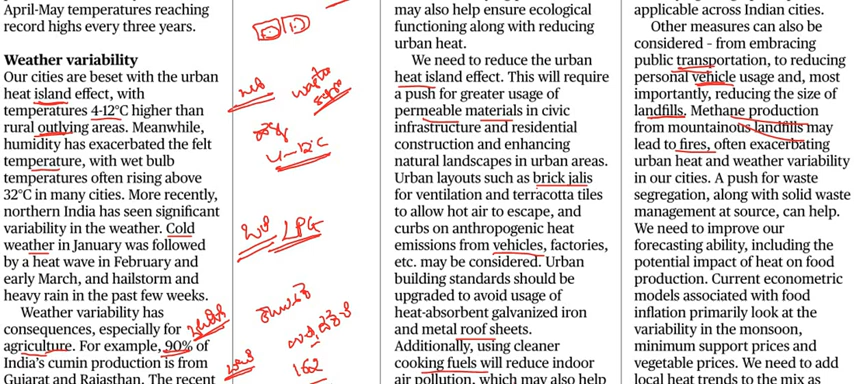 April-May temperatures reaching
record highs every three years.
Weather variability
Our cities are beset with the urban
heat island effect, with
temperatures 4-12°C higher than
rural outlying areas. Meanwhile,
humidity has exacerbated the felt
temperature, with wet bulb
temperatures often rising above
32°C in many cities. More recently,
northern India has seen significant
variability in the weather. Cold
weather in January was followed
by a heat wave in February and
early March, and hailstorm and
heavy rain in the past few weeks.
Weather variability has
consequences, especially for
agriculture. For example, 90% of
India's cumin production is from
Gujarat and Rajasthan. The recent
4-12°C
LPG
162
may also help ensure ecological
functioning along with reducing
urban heat.
We need to reduce the urban
heat island effect. This will require
a push for greater usage of
permeable materials in civic
infrastructure and residential
construction and enhancing
natural landscapes in urban areas.
Urban layouts such as brick jalis
for ventilation and terracotta tiles
to allow hot air to escape, and
curbs on anthropogenic heat
emissions from vehicles, factories,
etc. may be considered. Urban
building standards should be
upgraded to avoid usage of
heat-absorbent galvanized iron
and metal roof sheets.
Additionally, using cleaner
cooking fuels will reduce indoor
air pollution, which may also help
applicable across Indian cities.
Other measures can also be
considered - from embracing
public transportation, to reducing
personal vehicle usage and, most
importantly, reducing the size of
landfills. Methane production
from mountainous landfills may
lead to fires, often exacerbating
urban heat and weather variability
in our cities. A push for waste
segregation, along with solid waste
management at source, can help.
We need to improve our
forecasting ability, including the
potential impact of heat on food
production. Current econometric
models associated with food
inflation primarily look at the
variability in the monsoon,
minimum support prices and
vegetable prices. We need to add
local heat trends to the mix as